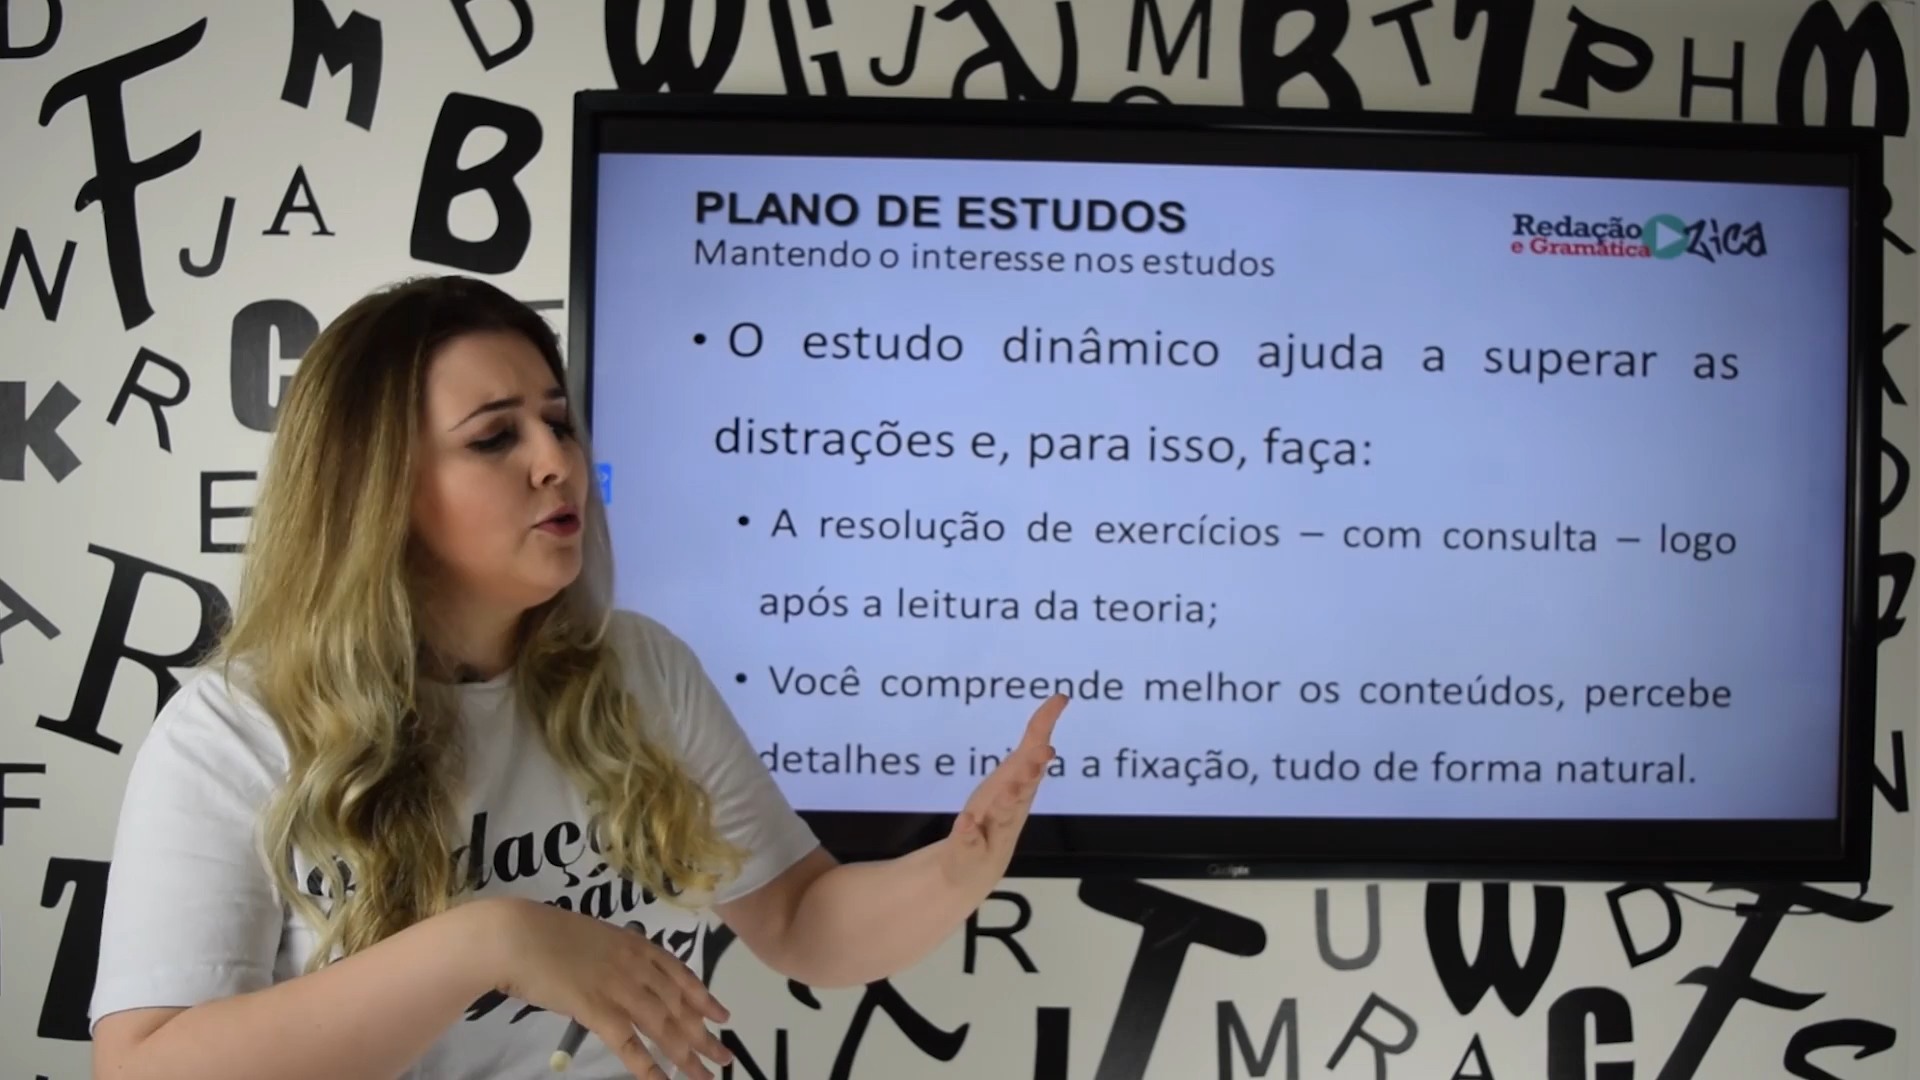 PLANO DE ESTUDOS
Mantendo o interesse nos estudos
Redação
e Gramática
Zica
• O estudo dinâmico ajuda a superar as
distrações e, para isso, faça:
• A resolução de exercícios – com consulta – logo
após a leitura da teoria;
• Você compreende melhor os conteúdos, percebe
detalhes e a fixação, tudo de forma natural.